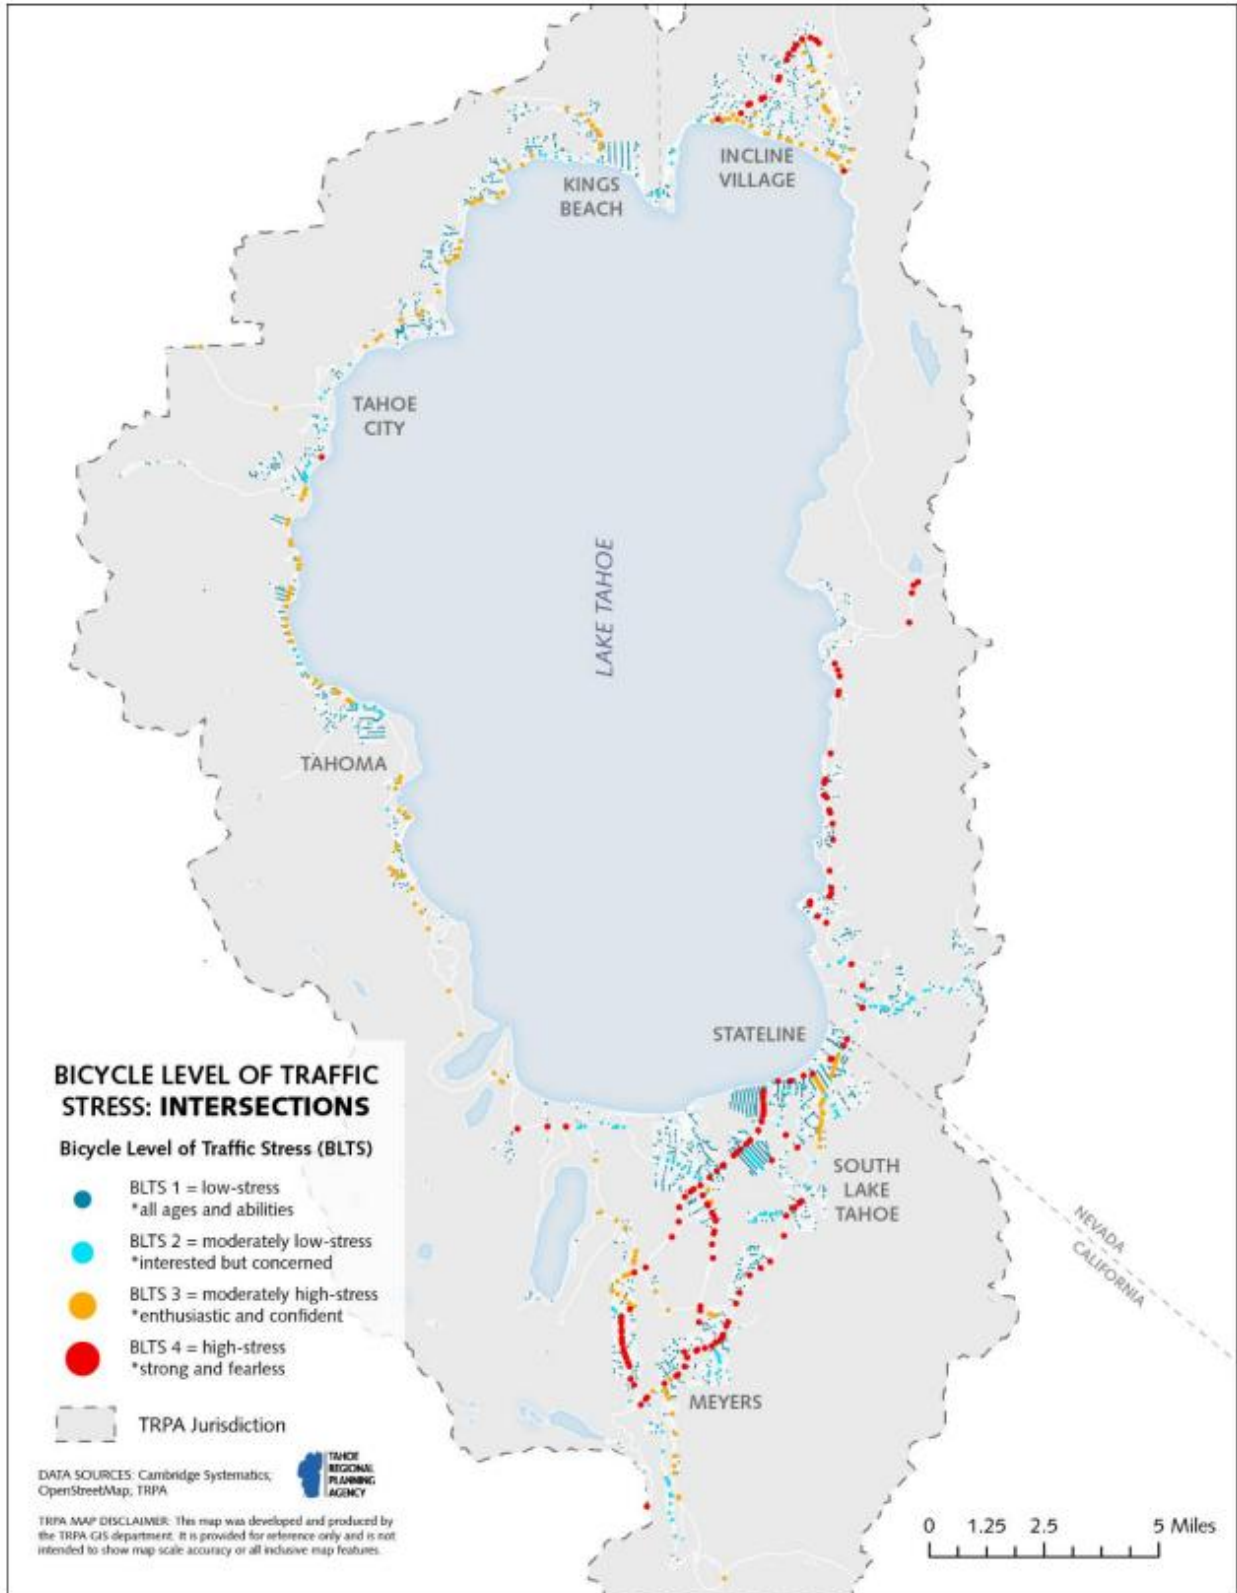 INCLINE
VILLAGE
KINGS
BEACH
TAHOE
CITY
LAKE TAHOE
TAHOMA
STATELINE
SOUTH
LAKE
TAHOE
NEVADA
CALIFORNIA
MEYERS
BICYCLE LEVEL OF TRAFFIC
STRESS: INTERSECTIONS
Bicycle Level of Traffic Stress (BLTS)
BLTS 1 = low-stress
*all ages and abilities
BLTS 2 = moderately low-stress
*interested but concerned
BLTS 3 = moderately high-stress
*enthusiastic and confident
BLTS 4 = high-stress
*strong and fearless
TRPA Jurisdiction
DATA SOURCES: Cambridge Systematics,
OpenStreetMap, TRPA
TAHOE
REGIONAL
PLANNING
AGENCY
TRPA MAP DISCLAIMER: This map was developed and produced by
the TRPA GIS department. It is provided for reference only and is not
intended to show map scale accuracy or all inclusive map features.
0 1.25 2.5 5 Miles